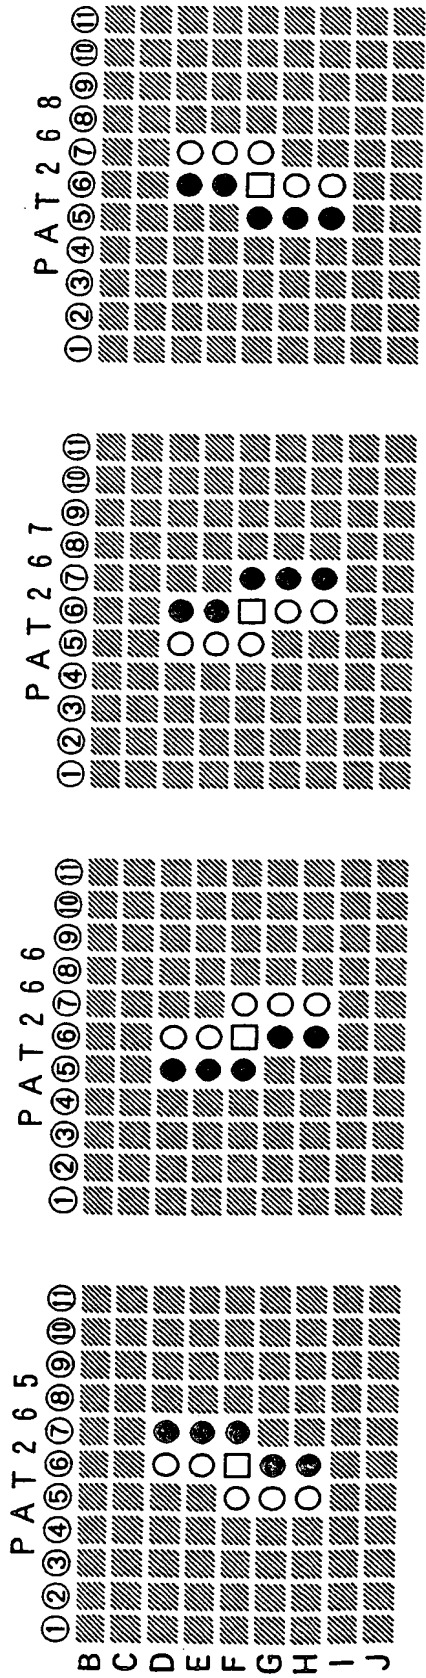 PAT265
①②③④⑤⑥⑦⑧⑨⑩⑪
B
C
D
E
F
G
H
I
J
PAT266
①②③④⑤⑥⑦⑧⑨⑩⑪
PAT267
①②③④⑤⑥⑦⑧⑨⑩⑪
PAT268
①②③④⑤⑥⑦⑧⑨⑩⑪